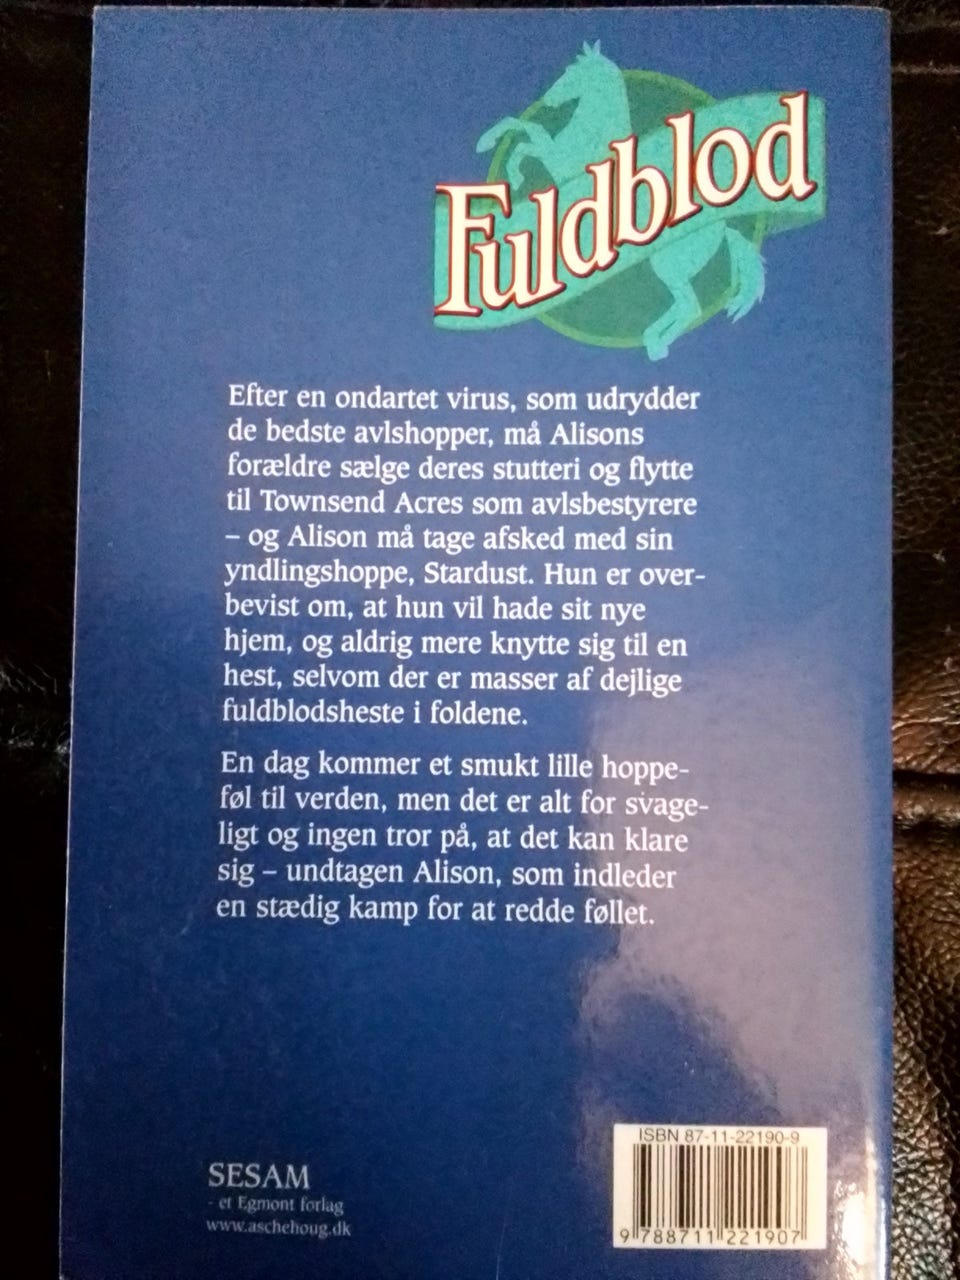 Fuldblod
Efter en ondartet virus, som udrydder
de bedste avlshopper, må Alisons
forældre sælge deres stutteri og flytte
til Townsend Acres som avlsbestyrere
– og Alison må tage afsked med sin
yndlingshoppe, Stardust. Hun er over-
bevist om, at hun vil hade sit nye
hjem, og aldrig mere knytte sig til en
hest, selvom der er masser af dejlige
fuldblodsheste i foldene.
En dag kommer et smukt lille hoppe-
føl til verden, men det er alt for svage-
ligt og ingen tror på, at det kan klare
sig – undtagen Alison, som indleder
en stædig kamp for at redde føllet.
SESAM
- et Egmont forlag
www.aschehoug.dk
ISBN 87-11-22190-9
9 788711 221907